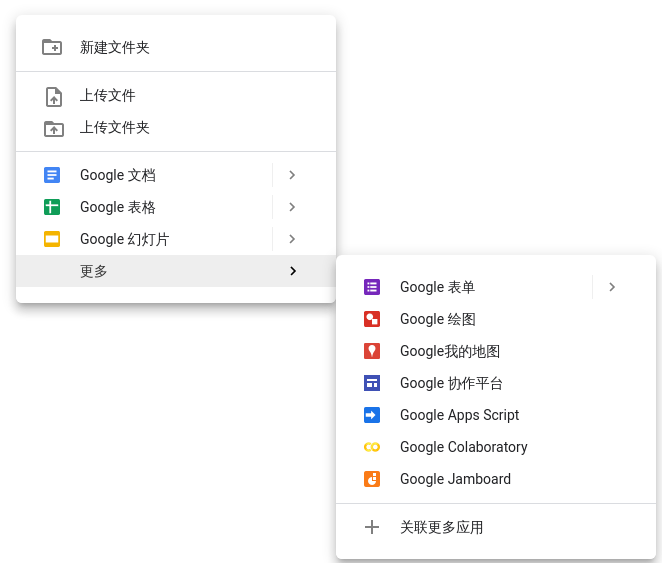 新建文件夹
上传文件
上传文件夹
Google 文档
Google 表格
Google 幻灯片
更多
Google 表单
Google 绘图
Google我的地图
Google 协作平台
Google Apps Script
Google Colaboratory
Google Jamboard
关联更多应用